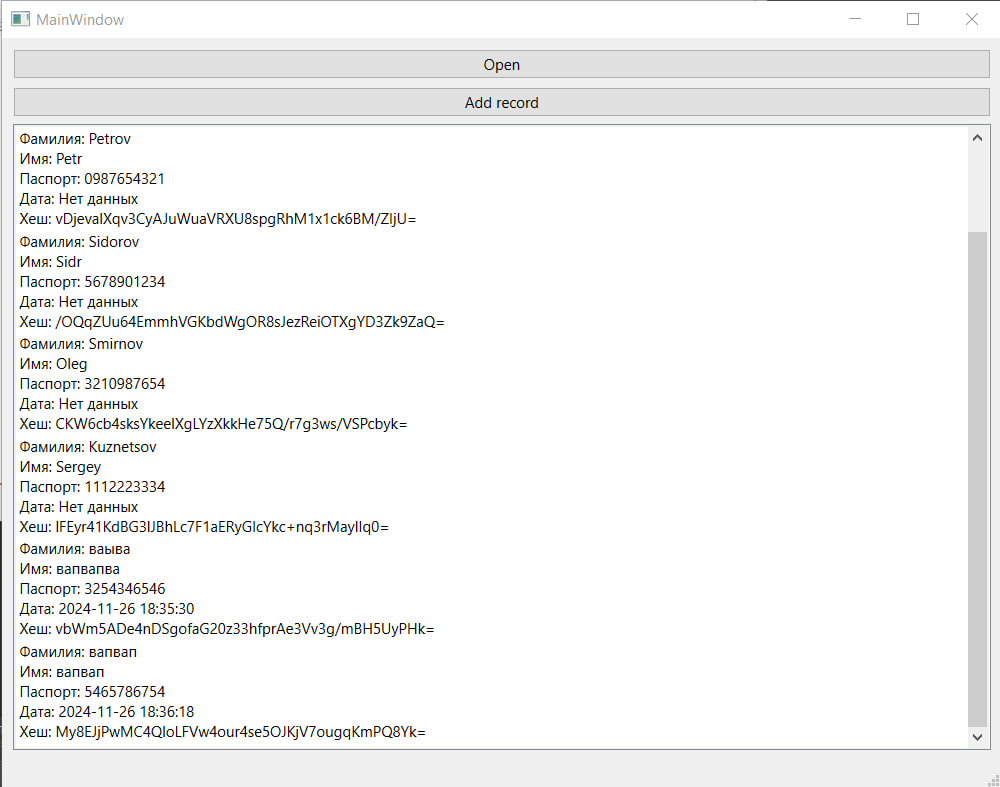 MainWindow
Open
Add record
Фамилия: Petrov
Имя: Petr
Паспорт: 0987654321
Дата: Нет данных
Хеш: vDjevalXqv3CyAJuWuaVRXU8spgRhM1x1ck6BM/ZljU=
Фамилия: Sidorov
Имя: Sidr
Паспорт: 5678901234
Дата: Нет данных
Хеш: /OQqZUu64EmmhVGKbdWgOR8sJezReiOTXgYD3Zk9ZaQ=
Фамилия: Smirnov
Имя: Oleg
Паспорт: 3210987654
Дата: Нет данных
Хеш: CKW6cb4sksYkeelXgLYzXkkHe75Q/r7g3ws/VSPcbyk=
Фамилия: Kuznetsov
Имя: Sergey
Паспорт: 1112223334
Дата: Нет данных
Хеш: lFEyr41KdBG3lJBhLc7F1aERyGlcYkc+nq3rMayllq0=
Фамилия: ваыва
Имя: вапвапва
Паспорт: 3254346546
Дата: 2024-11-26 18:35:30
Хеш: vbWm5ADe4nDSgofaG20z33hfprAe3Vv3g/mBH5UyPHk=
Фамилия: вапвап
Имя: вапвап
Паспорт: 5465786754
Дата: 2024-11-26 18:36:18
Хеш: My8EJjPwMC4QIoLFVw4our4se5OJKjV7ougqKmPQ8Yk=